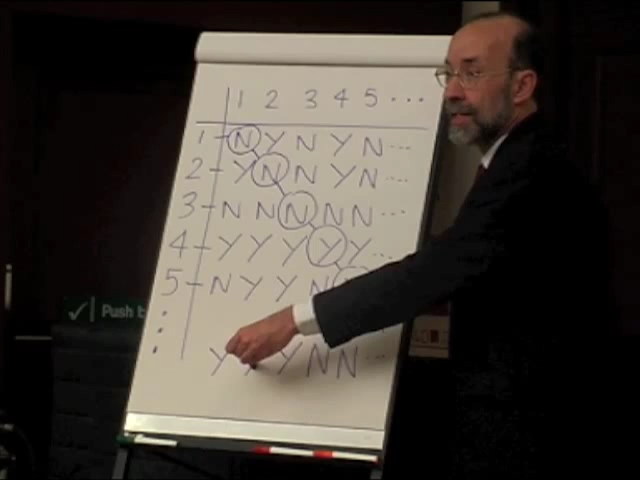 1 2 3 4 5 ...
1 N Y N Y N ...
2 Y N N Y N ...
3 N N N N N ...
4 Y Y Y Y Y ...
5 N Y Y N
Push
Y Y Y N N ...